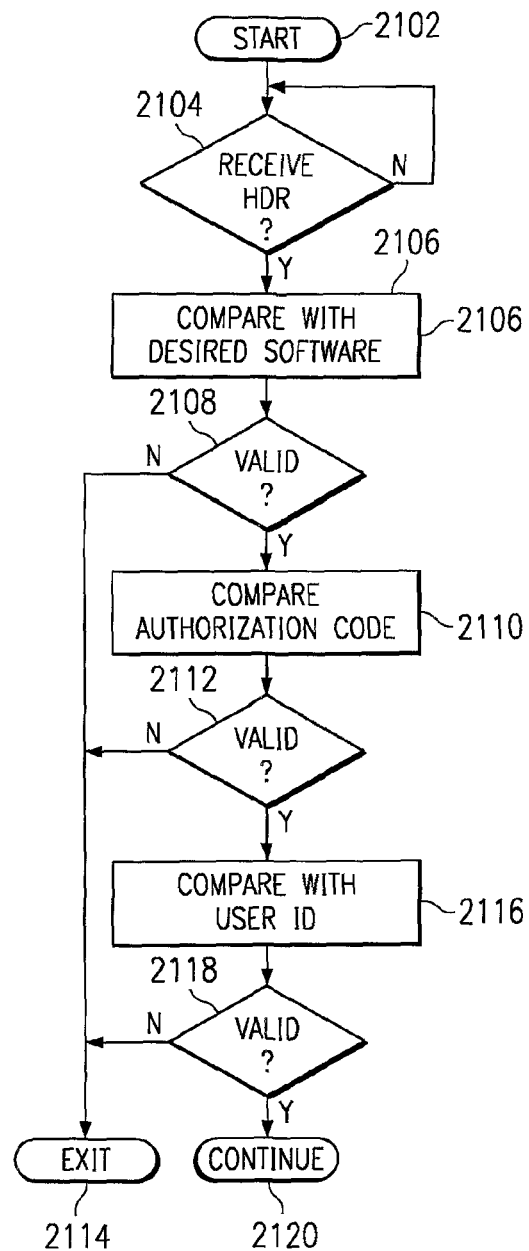 START
2102
2104
RECEIVE
HDR
?
N
Y
2106
COMPARE WITH
DESIRED SOFTWARE
2106
2108
N
VALID
?
Y
COMPARE
AUTHORIZATION CODE
2110
2112
N
VALID
?
Y
COMPARE WITH
USER ID
2116
2118
N
VALID
?
Y
EXIT
CONTINUE
2114
2120